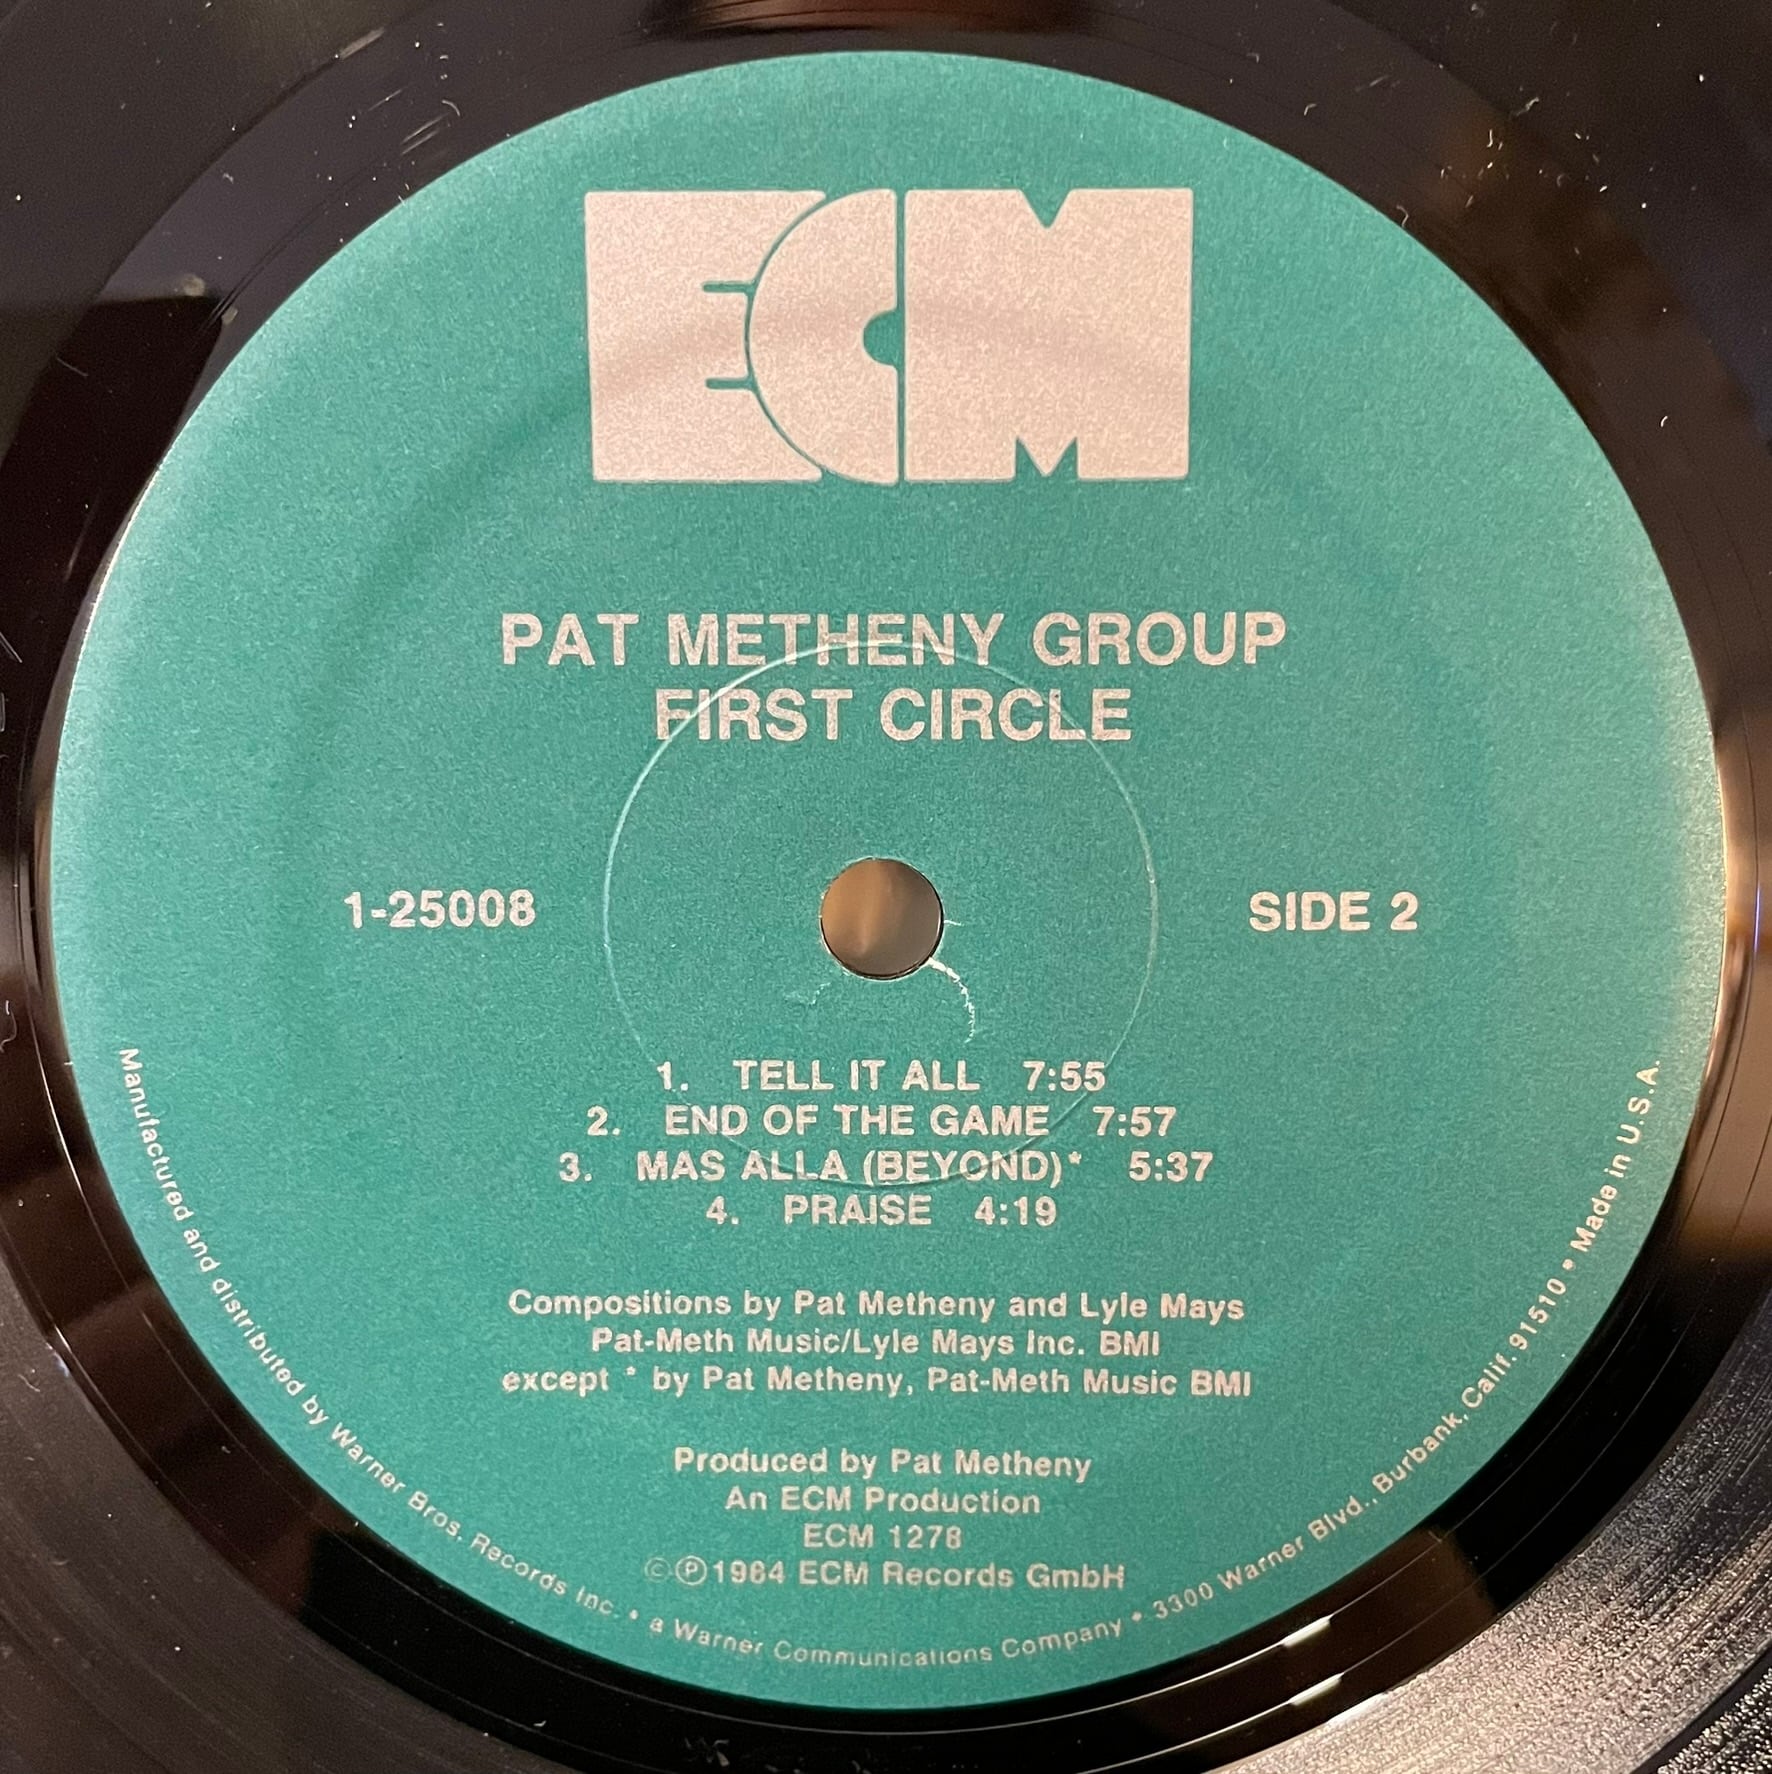 ECM
PAT METHENY GROUP
FIRST CIRCLE
1-25008
SIDE 2
1. TELL IT ALL 7:55
2. END OF THE GAME 7:57
3. MAS ALLA (BEYOND)* 5:37
4. PRAISE 4:19
Compositions by Pat Metheny and Lyle Mays
Pat-Meth Music/Lyle Mays Inc. BMI
except * by Pat Metheny, Pat-Meth Music BMI
Produced by Pat Metheny
An ECM Production
ECM 1278
©℗1984 ECM Records GmbH
Manufactured and distributed by Warner Bros. Records Inc. • a Warner Communications Company • 3300 Warner Blvd., Burbank, Calif. 91510 • Made in U.S.A.